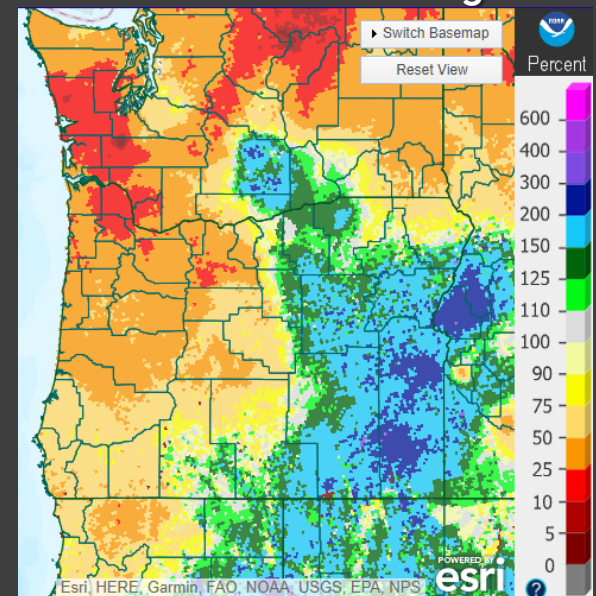 ▸ Switch Basemap
Reset View
NOAA
Percent
600
400
300
200
150
125
110
100
90
75
50
25
10
5
0
POWERED BY
esri
Esri, HERE, Garmin, FAO, NOAA, USGS, EPA, NPS
?